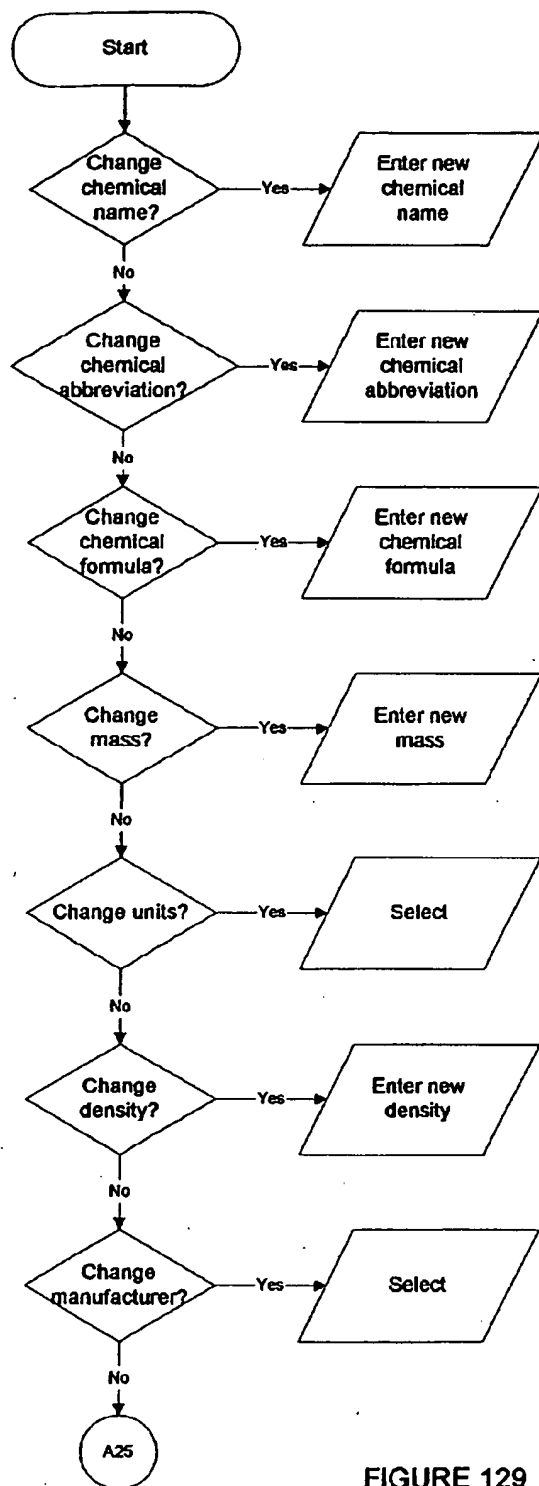 Start
Change
chemical
name?
Yes
Enter new
chemical
name
No
Change
chemical
abbreviation?
Yes
Enter new
chemical
abbreviation
No
Change
chemical
formula?
Yes
Enter new
chemical
formula
No
Change
mass?
Yes
Enter new
mass
No
Change units?
Yes
Select
No
Change
density?
Yes
Enter new
density
No
Change
manufacturer?
Yes
Select
No
A25
FIGURE 129